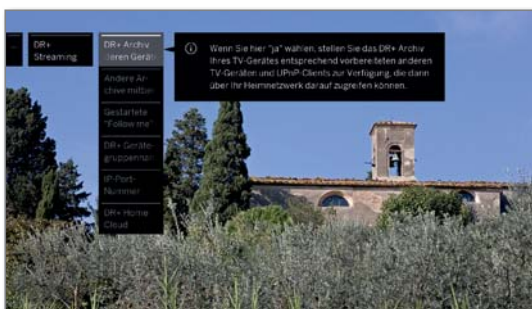 DR+
Streaming
DR+ Archiv
deren Gerät
Andere Ar-
chive mitbe
Gestartete
"Follow me"
DR+ Geräte-
gruppenna
IP-Port-
Nummer
DR+ Home
Cloud
Wenn Sie hier "ja" wählen, stellen Sie das DR+ Archiv
Ihres TV-Gerätes entsprechend vorbereiteten anderen
TV-Geräten und UPnP-Clients zur Verfügung, die dann
über Ihr Heimnetzwerk darauf zugreifen können.